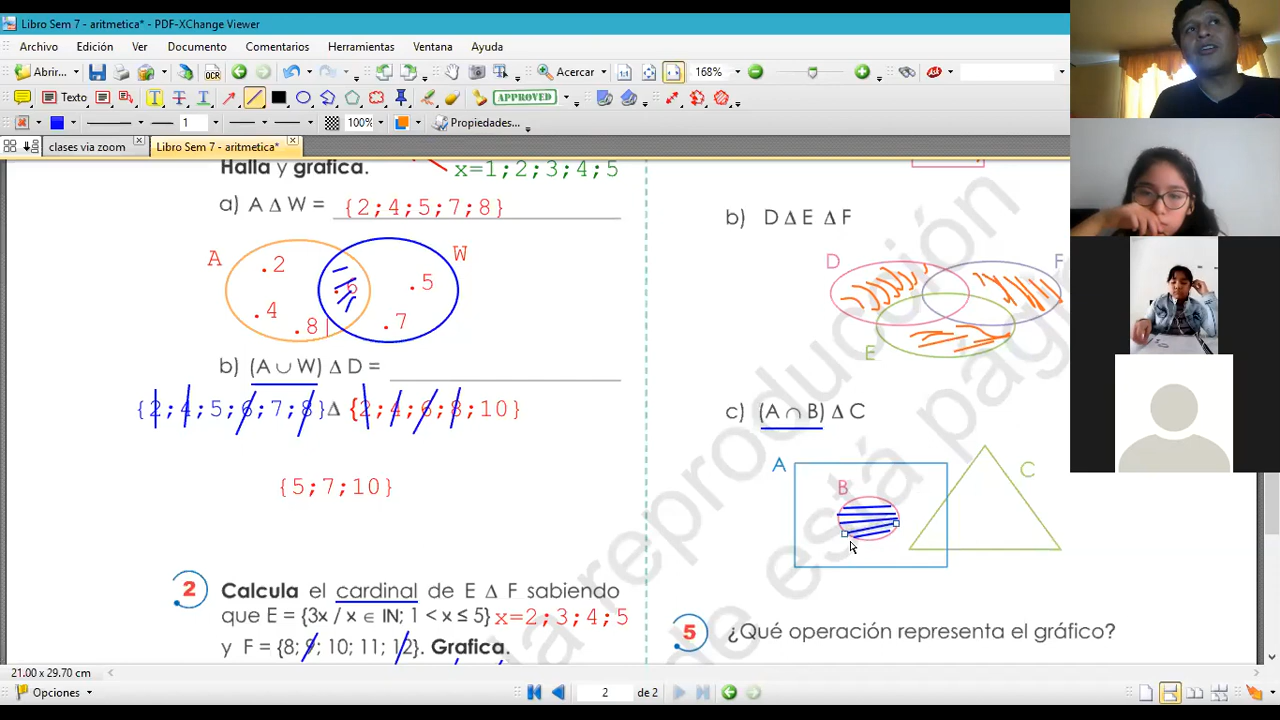 Libro Sem 7 - aritmetica* - PDF-XChange Viewer
Archivo Edición Ver Documento Comentarios Herramientas Ventana Ayuda
Abrir... OCR Acercar 168%
Texto APPROVED
1 100% Propiedades...
clases via zoom Libro Sem 7 - aritmetica*
Halla y grafica. x=1;2;3;4;5
a) A Δ W = {2;4;5;7;8}
A .2 .4 .8 .6 .5 .7 W
b) (A ∪ W) Δ D =
{2;4;5;6;7;8}Δ {2;4;6;8;10}
{5;7;10}
2 Calcula el cardinal de E Δ F sabiendo
que E = {3x / x ∈ IN; 1 < x ≤ 5} x=2;3;4;5
y F = {8; 9; 10; 11; 12}. Grafica.
b) D Δ E Δ F
D F
E
c) (A ∩ B) Δ C
A B C
5 ¿Qué operación representa el gráfico?
reproducción
está pág
21.00 x 29.70 cm
Opciones 2 de 2